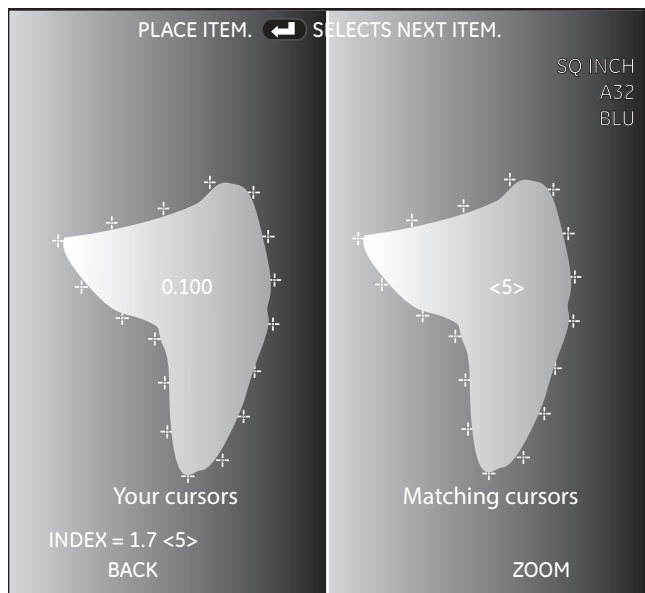 PLACE ITEM. SELECTS NEXT ITEM.
SQ INCH
A32
BLU
0.100
<5>
Your cursors
Matching cursors
INDEX = 1.7 <5>
BACK
ZOOM